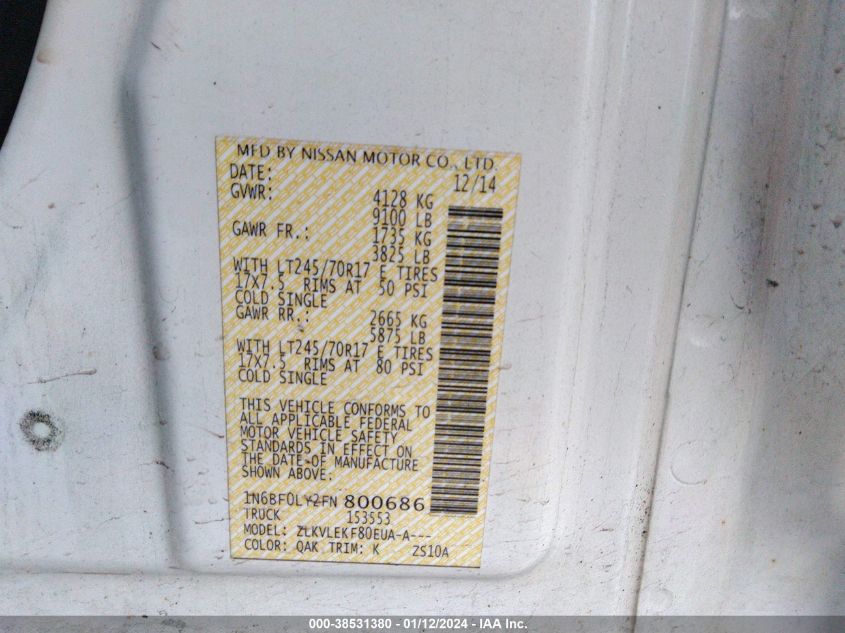 MFD BY NISSAN MOTOR CO., LTD.
DATE: 12/14
GVWR: 4128 KG
9100 LB
GAWR FR.: 1735 KG
3825 LB
WITH LT245/70R17 E TIRES
17X7.5 RIMS AT 50 PSI
COLD SINGLE
GAWR RR.: 2665 KG
5875 LB
WITH LT245/70R17 E TIRES
17X7.5 RIMS AT 80 PSI
COLD SINGLE
THIS VEHICLE CONFORMS TO
ALL APPLICABLE FEDERAL
MOTOR VEHICLE SAFETY
STANDARDS IN EFFECT ON
THE DATE OF MANUFACTURE
SHOWN ABOVE.
1N6BF0LY2FN 800686
TRUCK 153553
MODEL: ZLKVLEKF80EUA-A---
COLOR: QAK TRIM: K ZS10A
000-38531380 - 01/12/2024 - IAA Inc.